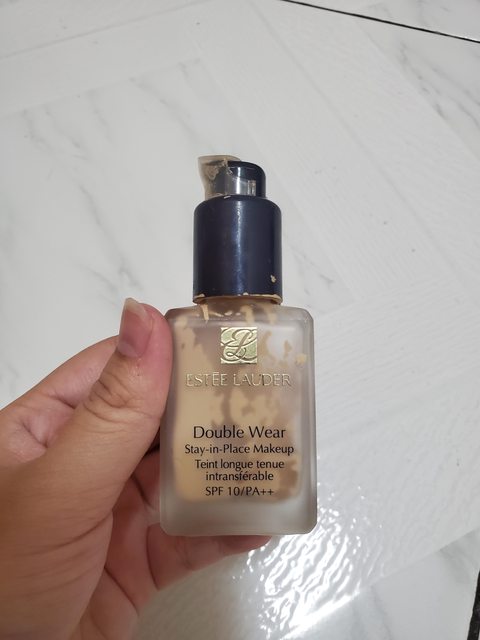 ESTĒE LAUDER
Double Wear
Stay-in-Place Makeup
Teint longue tenue
intransférable
SPF 10/PA++